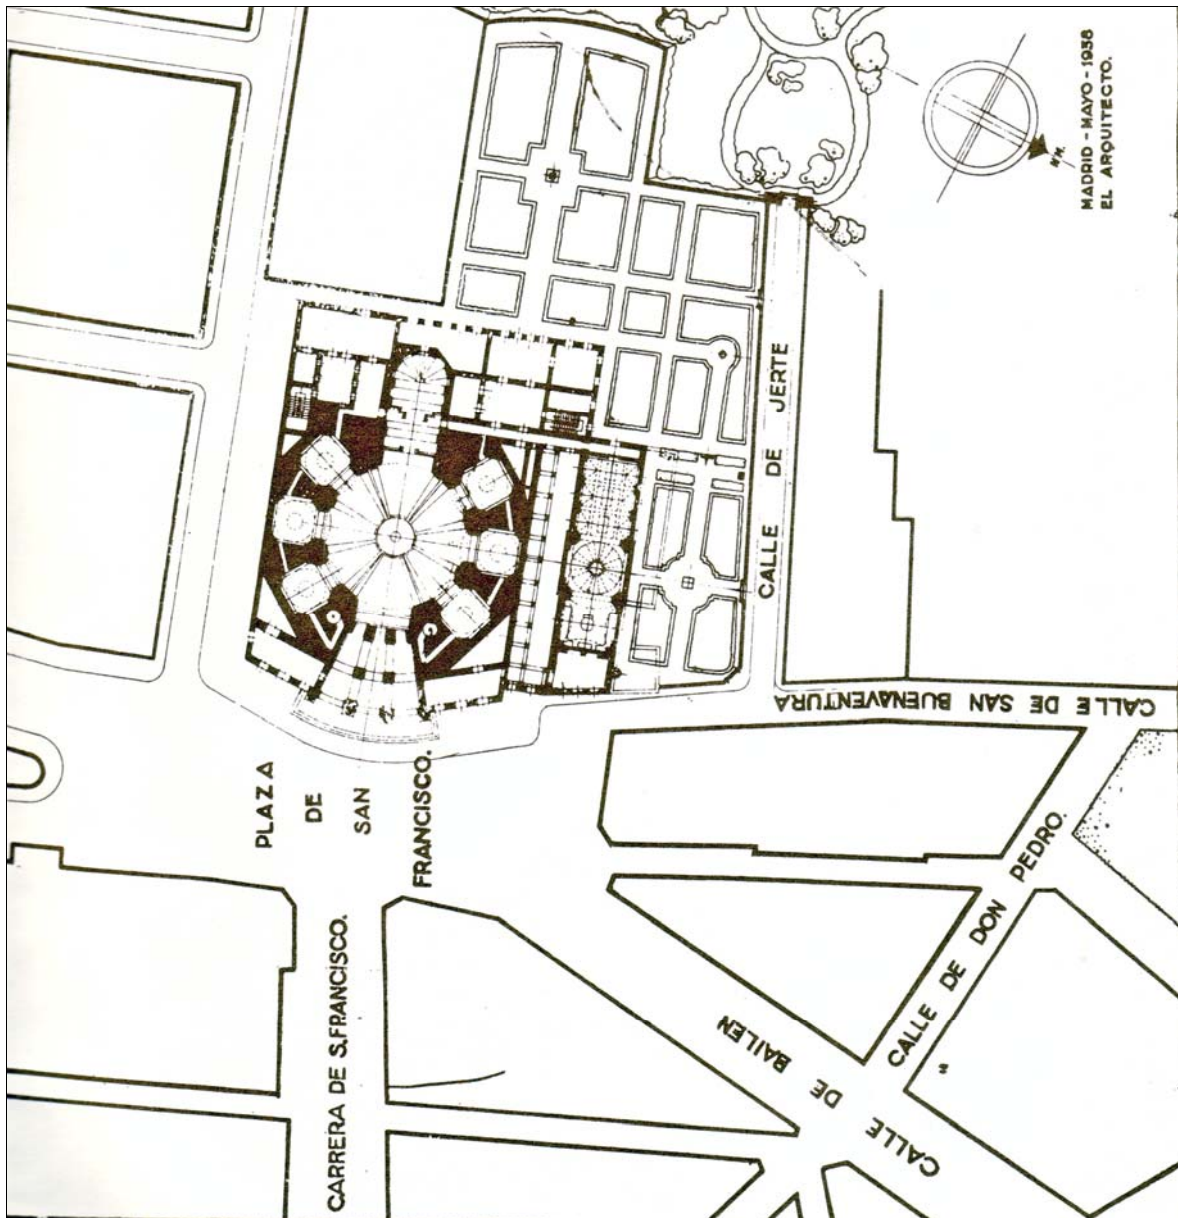 MADRID - MAYO - 1958
EL ARQUITECTO.
N.M.
CALLE DE JERTE
CALLE DE SAN BUENAVENTURA
PLAZA
DE
SAN
FRANCISCO.
CALLE DE DON PEDRO.
CARRERA DE S.FRANCISCO.
CALLE DE BAILEN